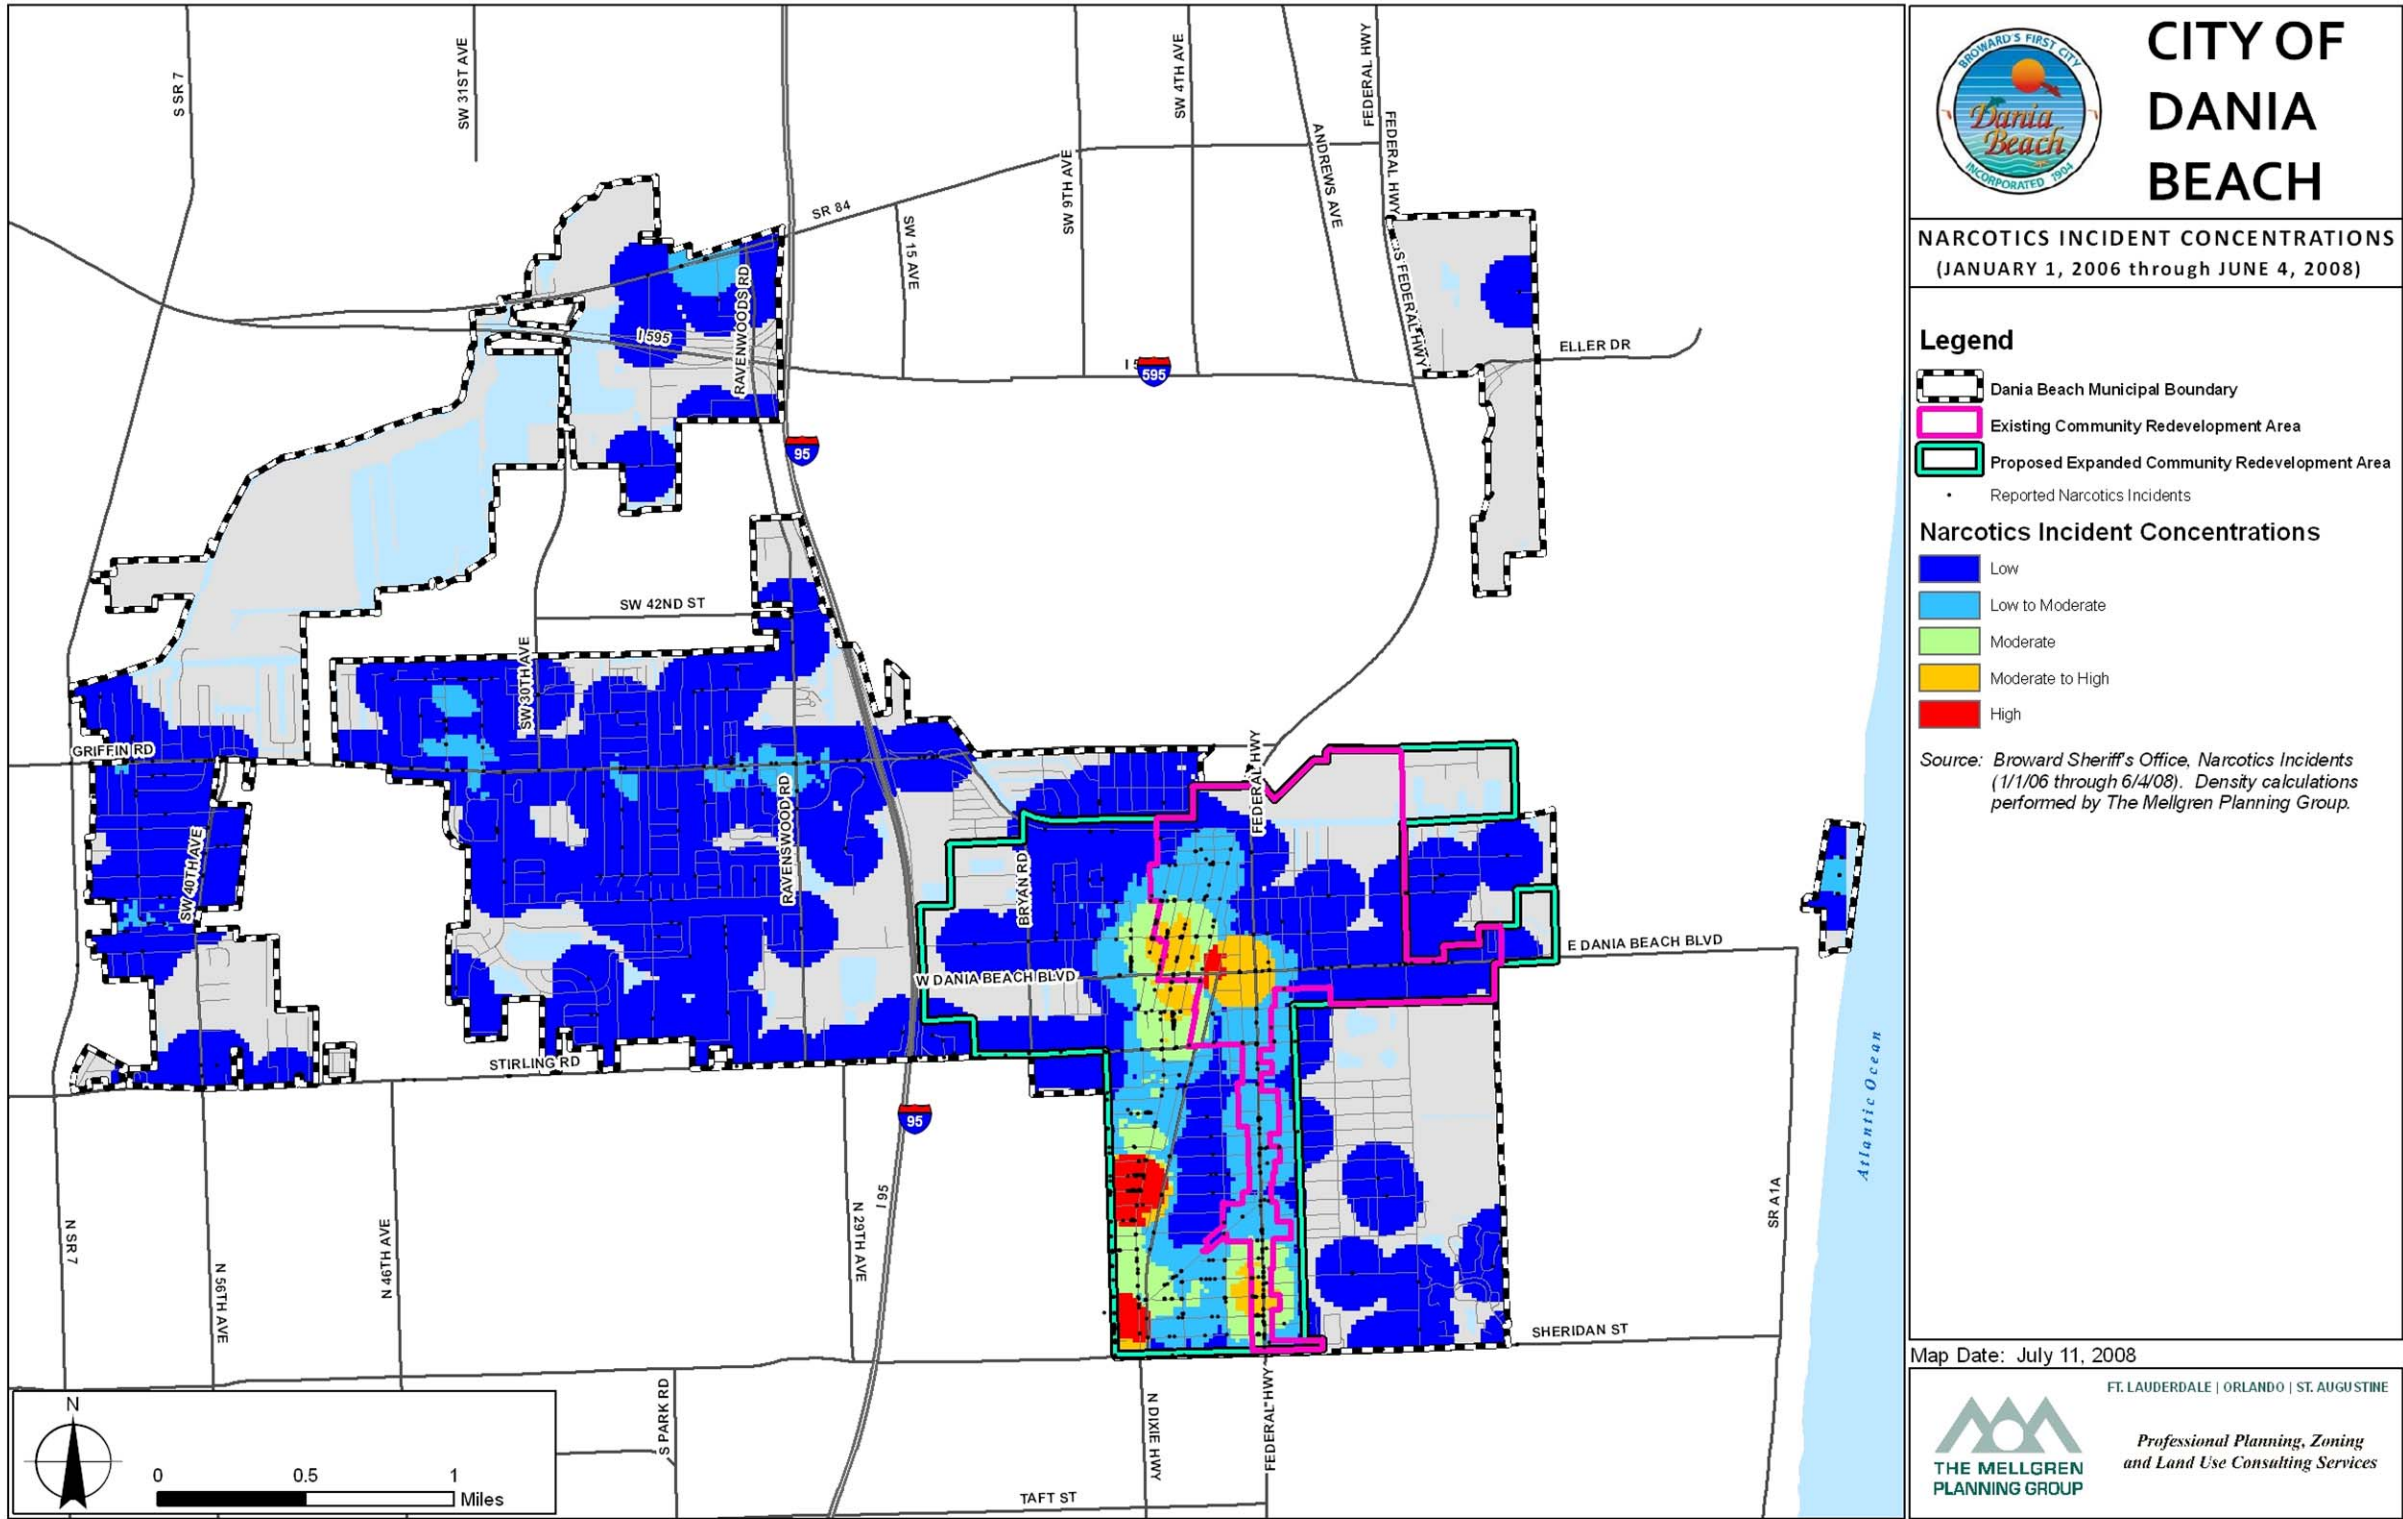 S SR 7
SW 31ST AVE
SW 9TH AVE
SW 4TH AVE
ANDREWS AVE
FEDERAL HWY
FEDERAL HWY
S FEDERAL HWY
SR 84
SW 15 AVE
RAVENWOODS RD
I 595
595
ELLER DR
95
SW 42ND ST
SW 30TH AVE
GRIFFIN RD
FEDERAL HWY
RAVENSWOOD RD
SW 40TH AVE
BRYAN RD
W DANIA BEACH BLVD
E DANIA BEACH BLVD
STIRLING RD
95
I 95
N SR 7
N 56TH AVE
N 46TH AVE
N 29TH AVE
SR A1A
Atlantic Ocean
SHERIDAN ST
S PARK RD
N DIXIE HWY
FEDERAL HWY
TAFT ST
N
0 0.5 1
Miles
BROWARD'S FIRST CITY
Dania
Beach
INCORPORATED 1904
CITY OF
DANIA
BEACH
NARCOTICS INCIDENT CONCENTRATIONS
(JANUARY 1, 2006 through JUNE 4, 2008)
Legend
Dania Beach Municipal Boundary
Existing Community Redevelopment Area
Proposed Expanded Community Redevelopment Area
Reported Narcotics Incidents
Narcotics Incident Concentrations
Low
Low to Moderate
Moderate
Moderate to High
High
Source: Broward Sheriff's Office, Narcotics Incidents
(1/1/06 through 6/4/08). Density calculations
performed by The Mellgren Planning Group.
Map Date: July 11, 2008
FT. LAUDERDALE | ORLANDO | ST. AUGUSTINE
Professional Planning, Zoning
and Land Use Consulting Services
THE MELLGREN
PLANNING GROUP